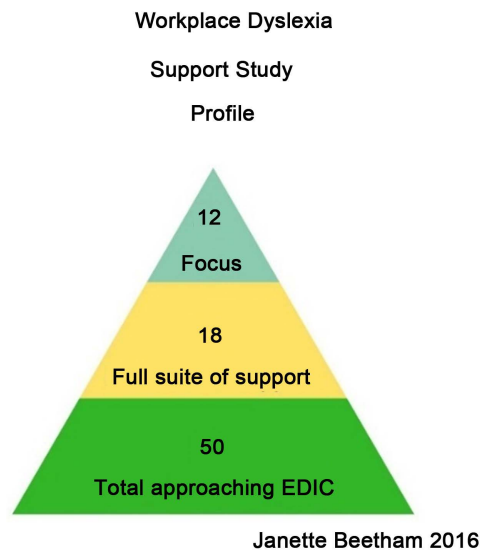 Workplace Dyslexia
Support Study
Profile
12
Focus
18
Full suite of support
50
Total approaching EDIC
Janette Beetham 2016